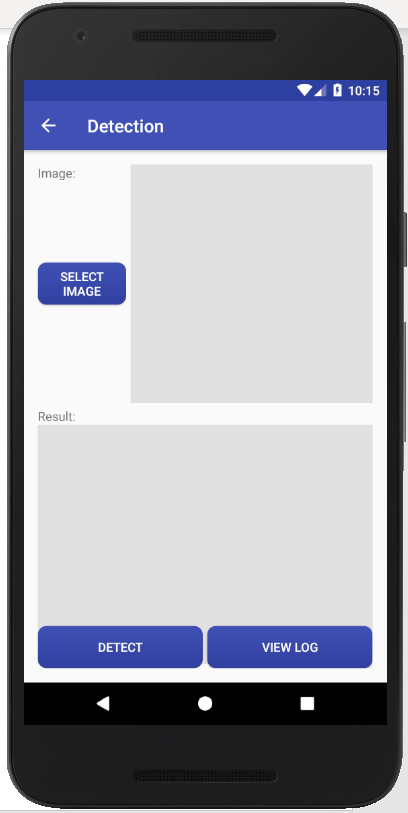 10:15
Detection
Image:
SELECT
IMAGE
Result:
DETECT
VIEW LOG